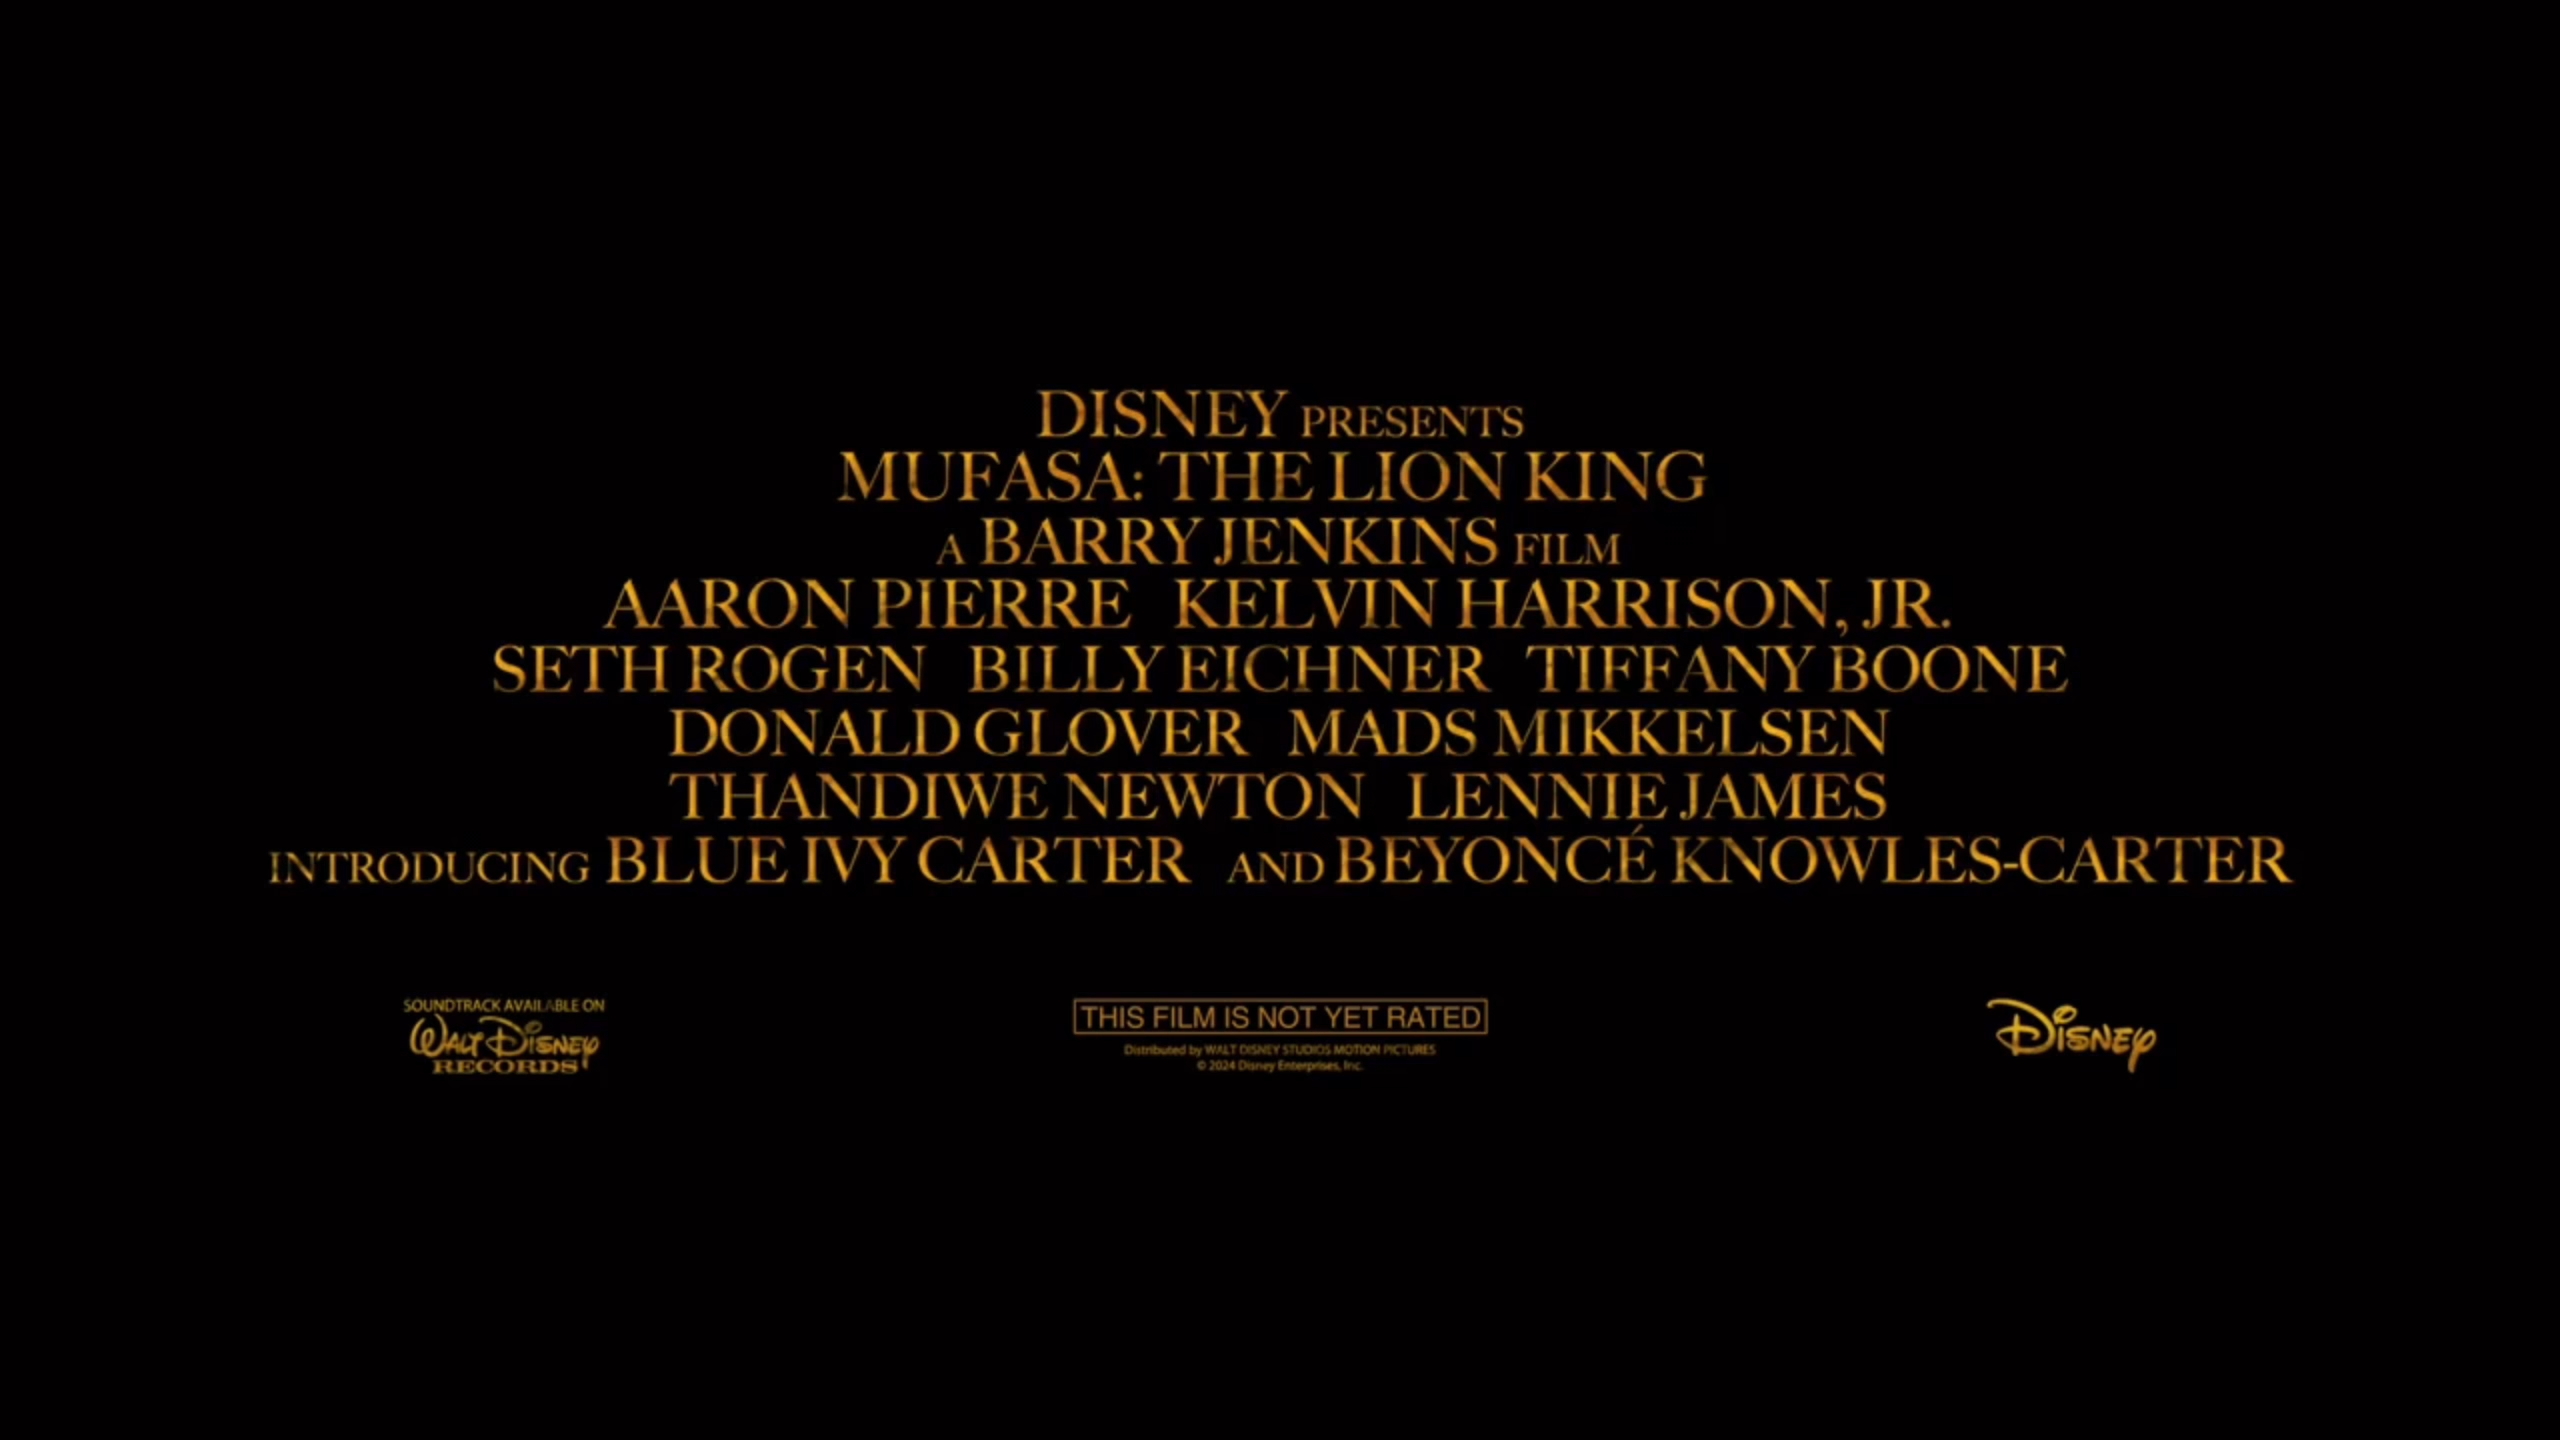 DISNEY PRESENTS
MUFASA: THE LION KING
A BARRY JENKINS FILM
AARON PIERRE KELVIN HARRISON, JR.
SETH ROGEN BILLY EICHNER TIFFANY BOONE
DONALD GLOVER MADS MIKKELSEN
THANDIWE NEWTON LENNIE JAMES
INTRODUCING BLUE IVY CARTER AND BEYONCÉ KNOWLES-CARTER
SOUNDTRACK AVAILABLE ON
WALT DISNEY
RECORDS
THIS FILM IS NOT YET RATED
Distributed by WALT DISNEY STUDIOS MOTION PICTURES
© 2024 Disney Enterprises, Inc.
DISNEY